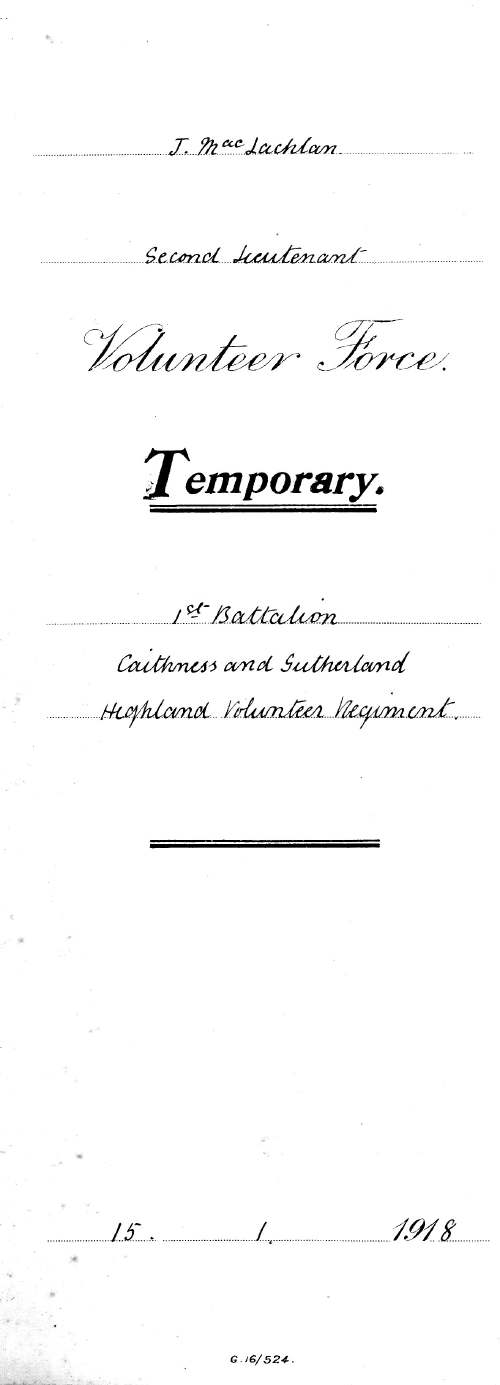 J. MacLachlan
Second Lieutenant
Volunteer Force.
Temporary.
1st Battalion
Caithness and Sutherland
Highland Volunteer Regiment.
15. 1. 1918
G.16/524.